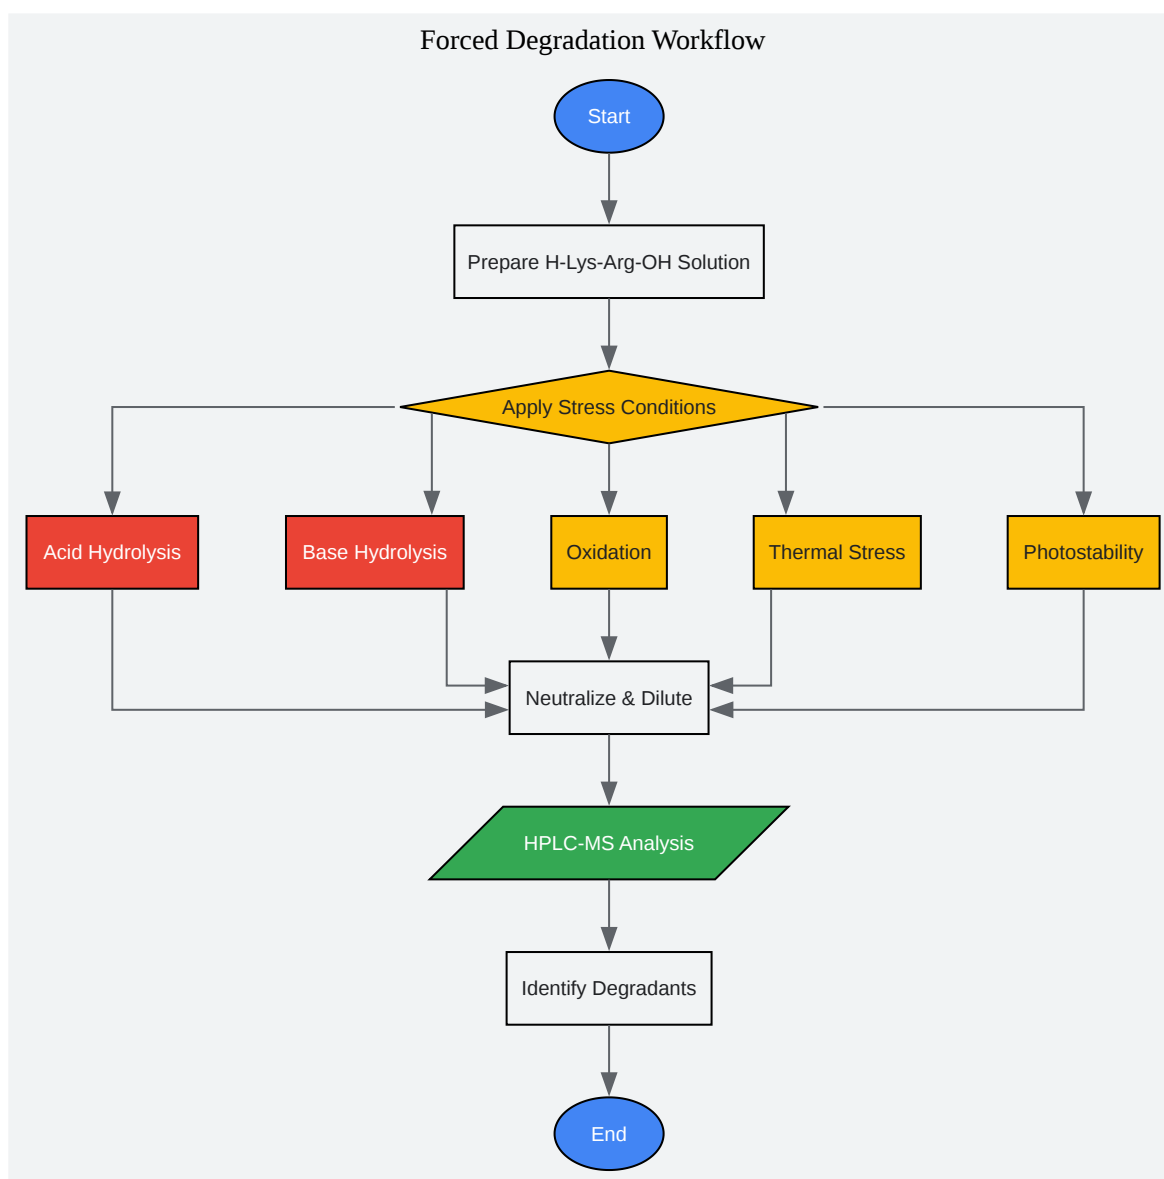 Forced Degradation Workflow
Start
Prepare H-Lys-Arg-OH Solution
Apply Stress Conditions
Acid Hydrolysis
Base Hydrolysis
Oxidation
Thermal Stress
Photostability
Neutralize & Dilute
HPLC-MS Analysis
Identify Degradants
End